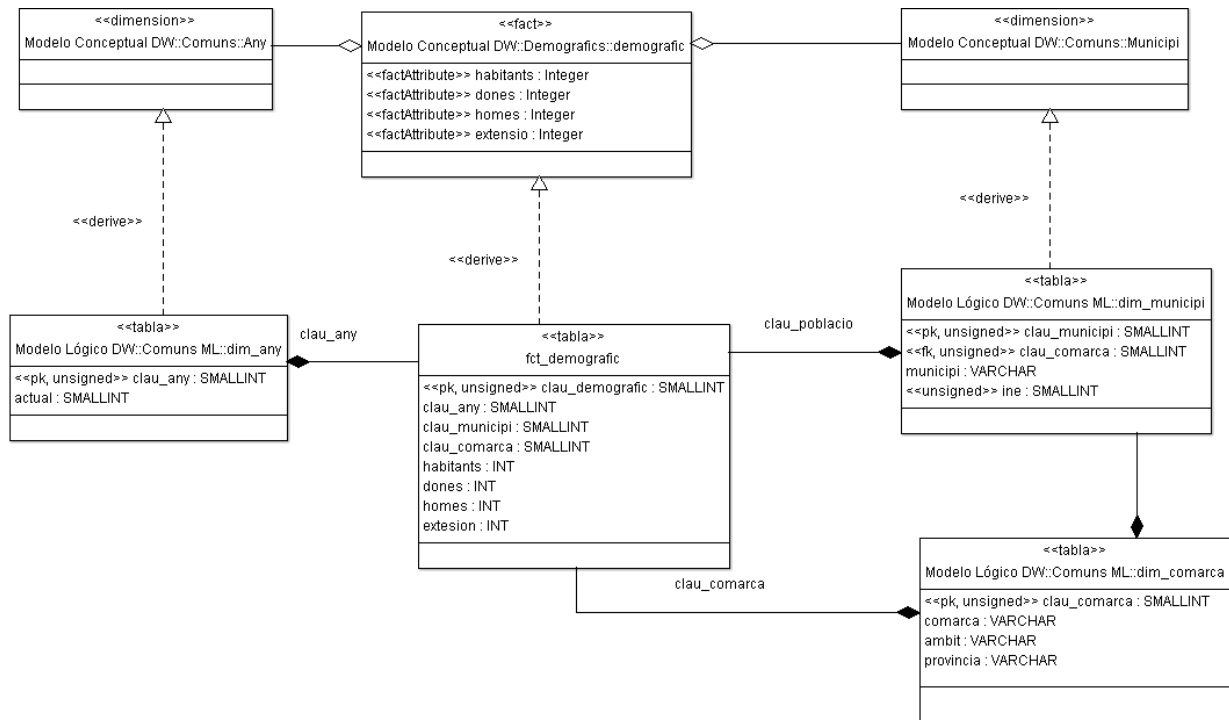 <<dimension>>
Modelo Conceptual DW::Comuns::Any
<<fact>>
Modelo Conceptual DW::Demografics::demografic
<<factAttribute>> habitants : Integer
<<factAttribute>> dones : Integer
<<factAttribute>> homes : Integer
<<factAttribute>> extensio : Integer
<<dimension>>
Modelo Conceptual DW::Comuns::Municipi
<<derive>>
<<derive>>
<<derive>>
<<tabla>>
Modelo Lógico DW::Comuns ML::dim_any
<<pk, unsigned>> clau_any : SMALLINT
actual : SMALLINT
clau_any
<<tabla>>
fct_demografic
<<pk, unsigned>> clau_demografic : SMALLINT
clau_any : SMALLINT
clau_municipi : SMALLINT
clau_comarca : SMALLINT
habitants : INT
dones : INT
homes : INT
extesion : INT
clau_poblacio
<<tabla>>
Modelo Lógico DW::Comuns ML::dim_municipi
<<pk, unsigned>> clau_municipi : SMALLINT
<<fk, unsigned>> clau_comarca : SMALLINT
municipi : VARCHAR
<<unsigned>> ine : SMALLINT
clau_comarca
<<tabla>>
Modelo Lógico DW::Comuns ML::dim_comarca
<<pk, unsigned>> clau_comarca : SMALLINT
comarca : VARCHAR
ambit : VARCHAR
provincia : VARCHAR